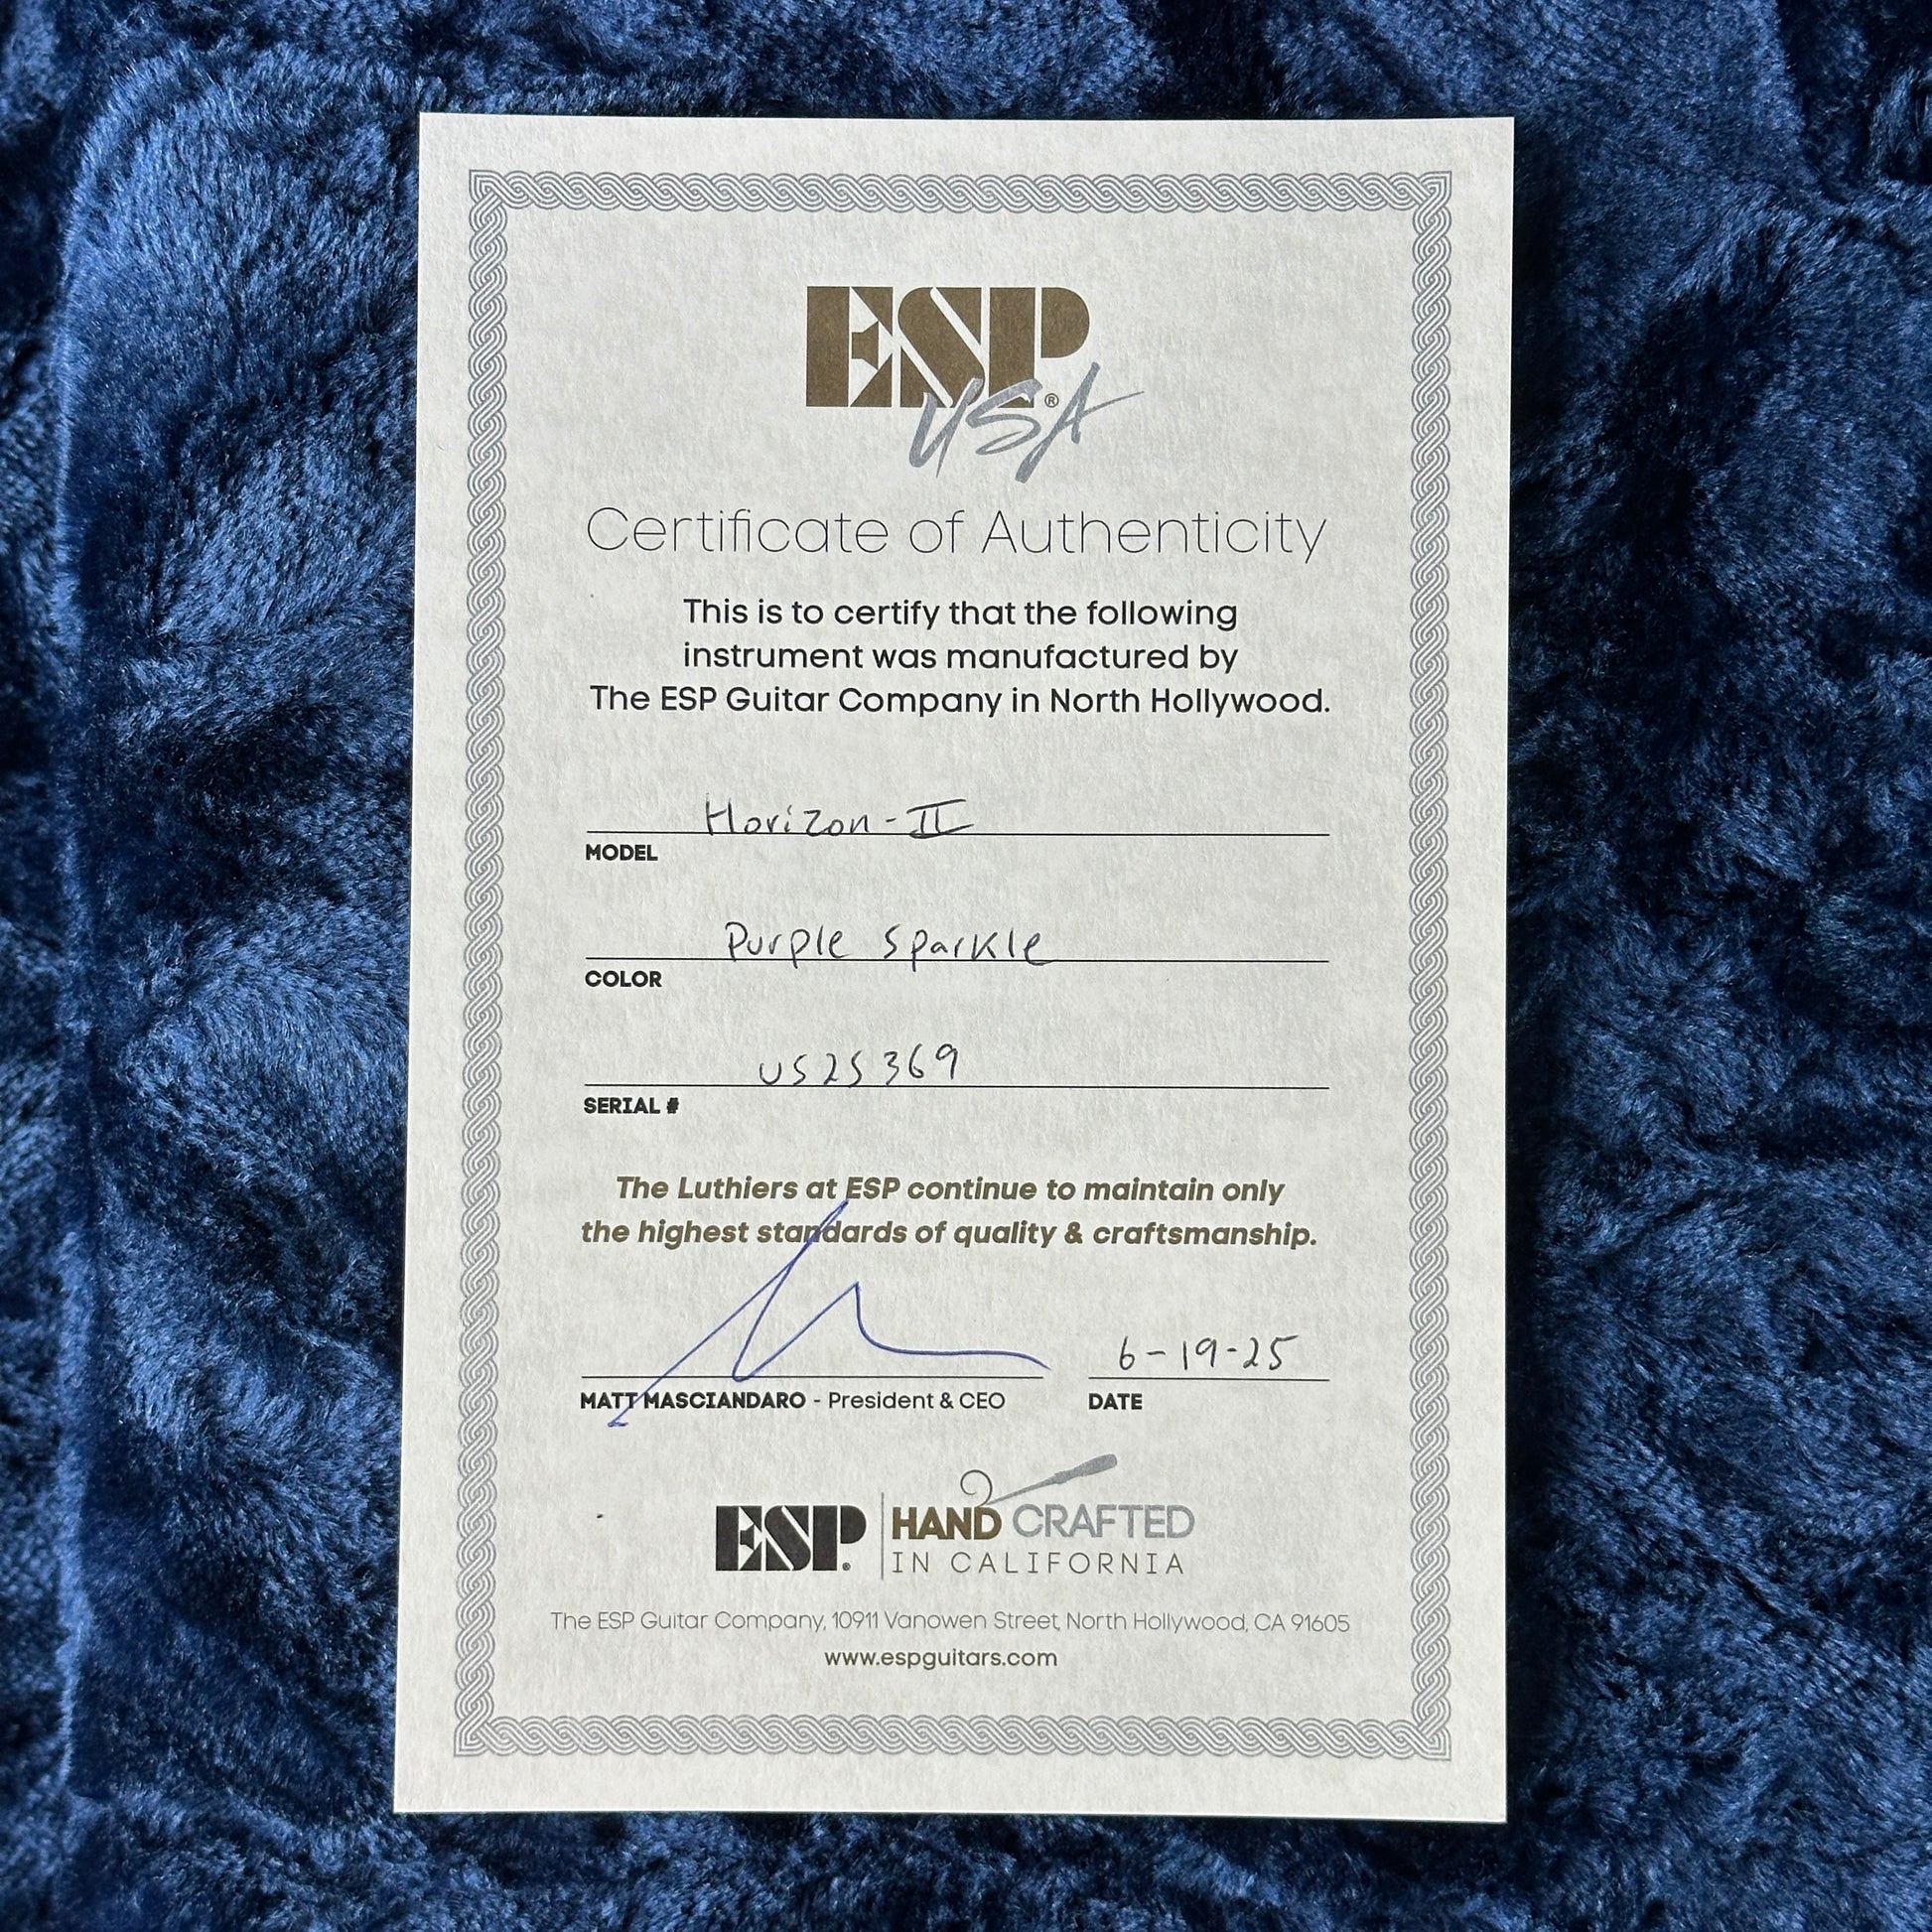 ESP®
USA
Certificate of Authenticity
This is to certify that the following
instrument was manufactured by
The ESP Guitar Company in North Hollywood.
Horizon-II
MODEL
Purple Sparkle
COLOR
US25369
SERIAL #
The Luthiers at ESP continue to maintain only
the highest standards of quality & craftsmanship.
6-19-25
MATT MASCIANDARO - President & CEO DATE
ESP® HAND CRAFTED
IN CALIFORNIA
The ESP Guitar Company, 10911 Vanowen Street, North Hollywood, CA 91605
www.espguitars.com